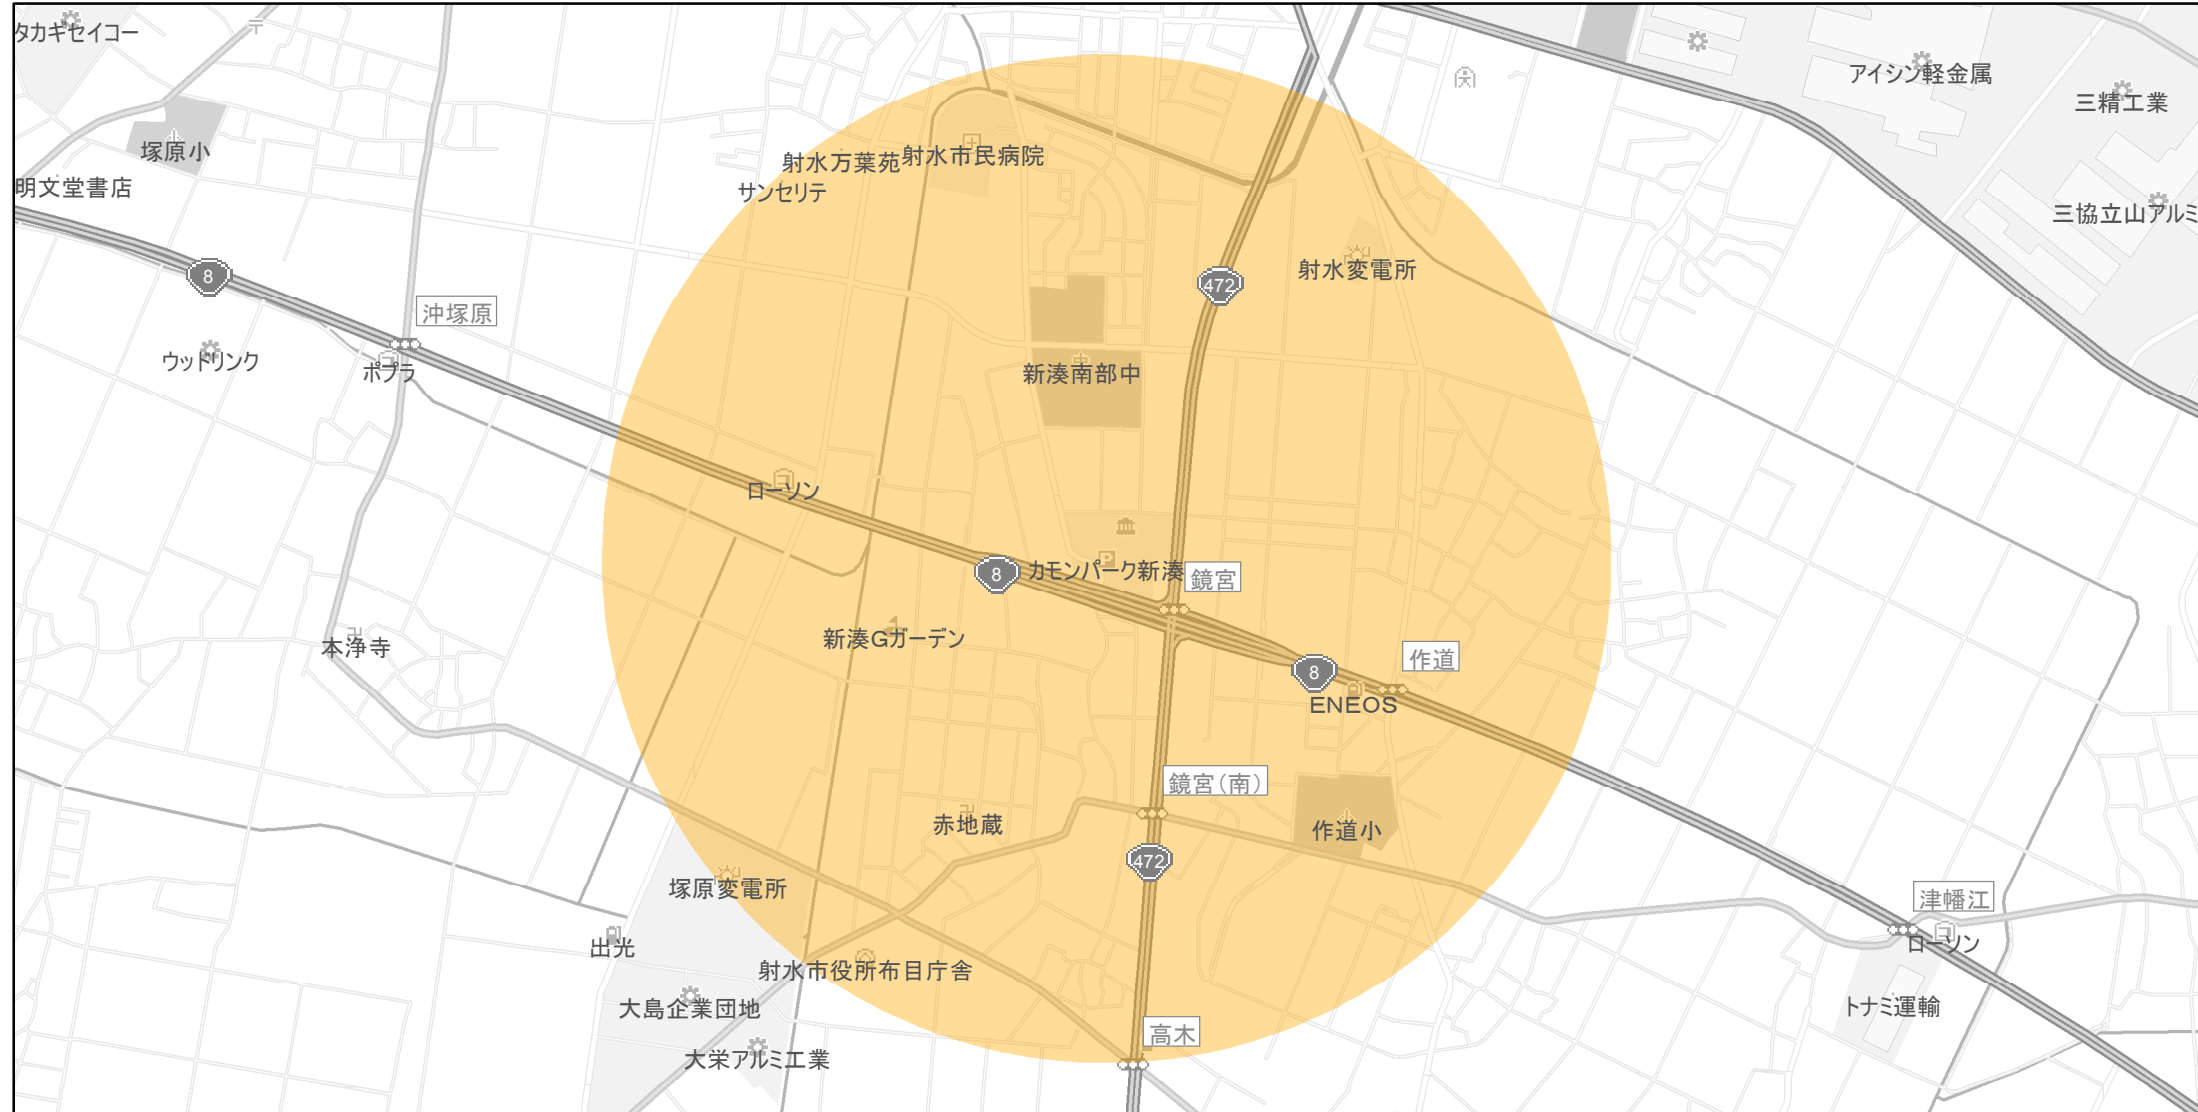 タカギセイコー
アイシン軽金属
三精工業
塚原小
射水万葉苑
射水市民病院
明文堂書店
サンセリテ
三協立山アルミ
射水変電所
8
472
沖塚原
ウッドリンク
ポプラ
新湊南部中
ローソン
8
カモンパーク新湊
鏡宮
新湊Gガーデン
本浄寺
作道
8
ENEOS
鏡宮(南)
赤地蔵
作道小
472
塚原変電所
津幡江
出光
ローソン
射水市役所布目庁舎
大島企業団地
トナミ運輸
高木
大栄アルミ工業